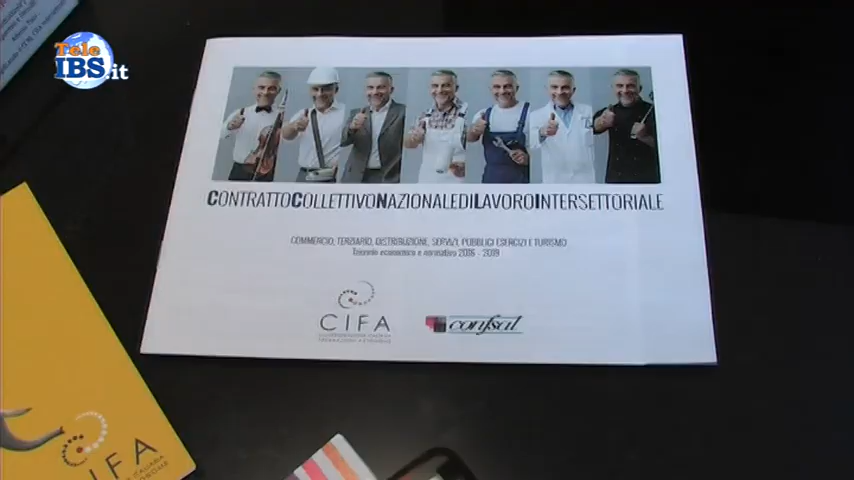 Tele
IBS.it
CONTRATTOCOLLETTIVONAZIONALEDILAVOROINTERSETTORIALE
COMMERCIO, TERZIARIO, DISTRIBUZIONE, SERVIZI, PUBBLICI ESERCIZI E TURISMO
Triennio economico e normativo 2016 - 2019
CIFA
confsal
CIFA